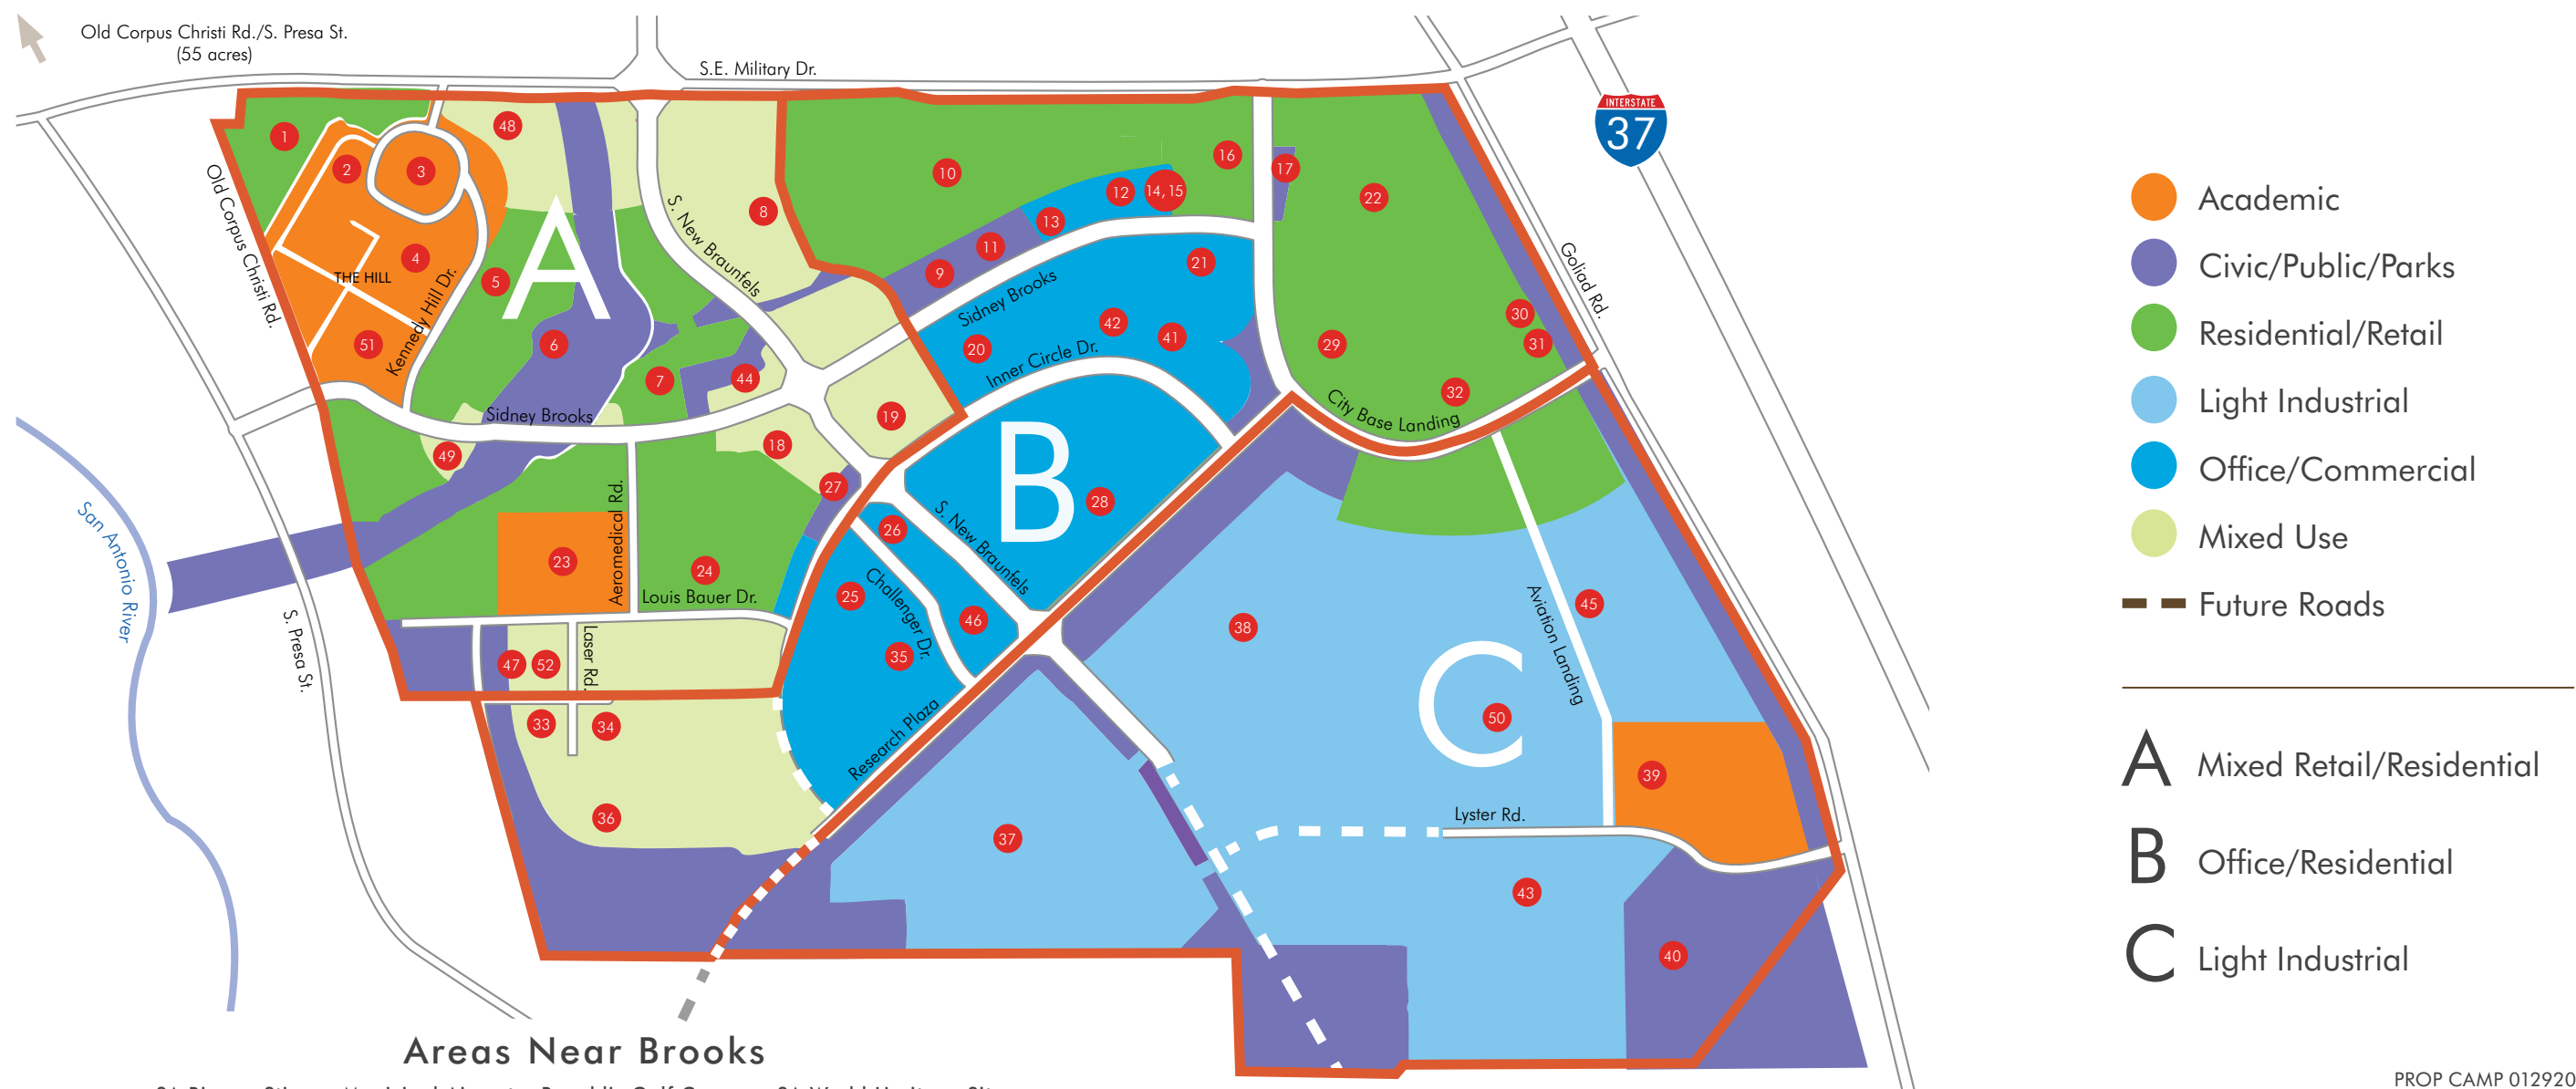 Old Corpus Christi Rd./S. Presa St.
(55 acres)
S.E. Military Dr.
INTERSTATE
37
Old Corpus Christi Rd.
Goliad Rd.
S. New Braunfels
THE HILL
Kennedy Hill Dr.
A
Sidney Brooks
Inner Circle Dr.
Sidney Brooks
City Base Landing
B
S. New Braunfels
Aeromedical Rd.
Louis Bauer Dr.
Laser Rd.
Challenger Dr.
Research Plaza
San Antonio River
S. Presa St.
Aviation Landing
C
Lyster Rd.
1
2
3
4
5
6
7
8
9
10
11
12
13
14, 15
16
17
18
19
20
21
22
23
24
25
26
27
28
29
30
31
32
33
34
35
36
37
38
39
40
41
42
43
44
45
46
47
48
49
50
51
52
Academic
Civic/Public/Parks
Residential/Retail
Light Industrial
Office/Commercial
Mixed Use
Future Roads
A Mixed Retail/Residential
B Office/Residential
C Light Industrial
Areas Near Brooks
PROP CAMP 012920